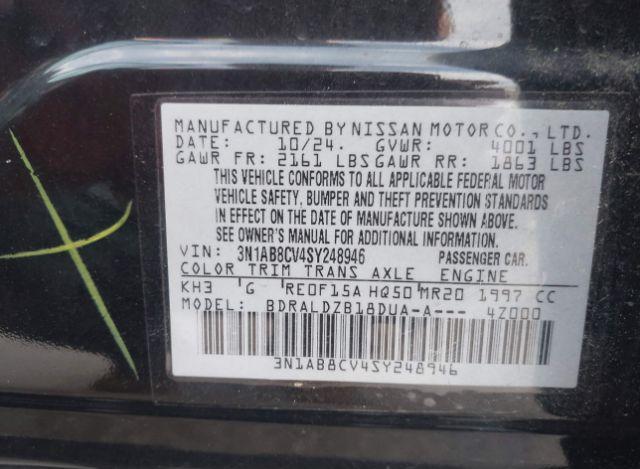 MANUFACTURED BY NISSAN MOTOR CO., LTD.
DATE: 10/24. GVWR: 4001 LBS
GAWR FR: 2161 LBS GAWR RR: 1863 LBS
THIS VEHICLE CONFORMS TO ALL APPLICABLE FEDERAL MOTOR
VEHICLE SAFETY, BUMPER, AND THEFT PREVENTION STANDARDS
IN EFFECT ON THE DATE OF MANUFACTURE SHOWN ABOVE.
SEE OWNER'S MANUAL FOR ADDITIONAL INFORMATION.
VIN: 3N1AB8CV4SY248946 PASSENGER CAR.
COLOR TRIM TRANS AXLE ENGINE
KH3 G RE0F15A HQ50 MR20 1997 CC
MODEL: BDRALDZB18DUA-A--- 4Z000
3N1AB8CV4SY248946